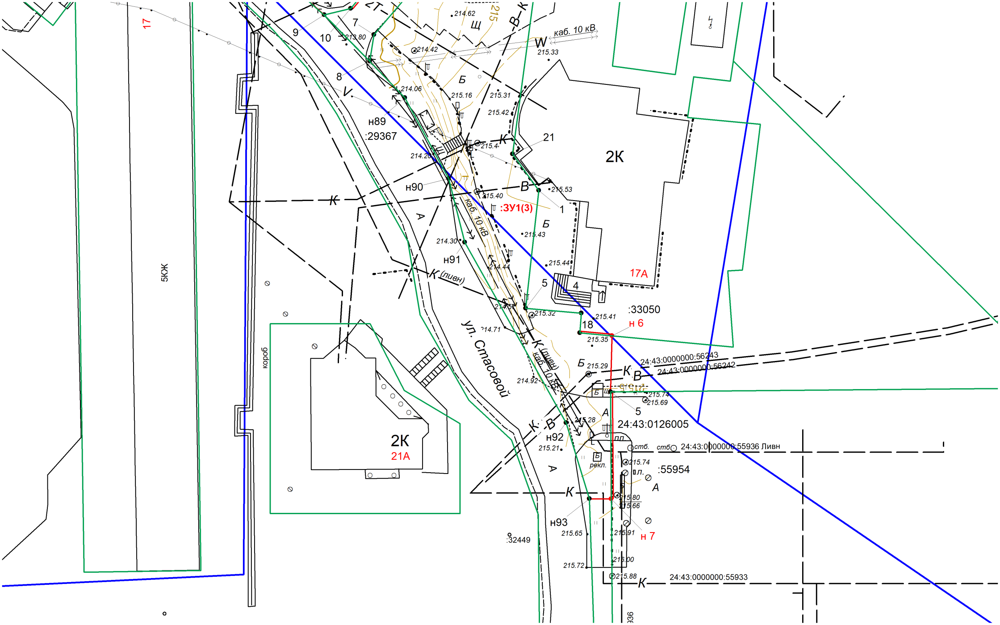 17
2Т
214.62
215
В
К
Щ
7
9
10
213.80
каб. 10 кВ
W
214.42
215.33
8
Б
V
214.06
215.16
215.31
215.42
н89
:29367
К
21
2К
Щ
214.20
н90
В
215.40
215.53
К
А
каб. 10 кВ
:ЗУ1(3)
1
Б
215.43
214.30
н91
5КЖ
К (ливн)
214.44
215.44
17А
5
4
214.57
215.32
215.41
:33050
н 6
18
714.71
215.35
ул. Стасовой
короб
К (ливн)
каб. 10 кВ
Б
215.29
К
24:43:0000000:56243
В
24:43:0000000:56242
214.92
Б
Щ
215.74
215.69
А
5
К
В
215.28
24:43:0126005
н92
2К
21А
215.21
пп
стб.
стб
24:43:0000000:55936 Ливн
Б
рекл.
215.74
л.
:55954
А
А
Б
К
215.80
215.66
н93
215.65
215.91
н 7
:32449
216.00
215.72
215.88
К
24:43:0000000:55933
936